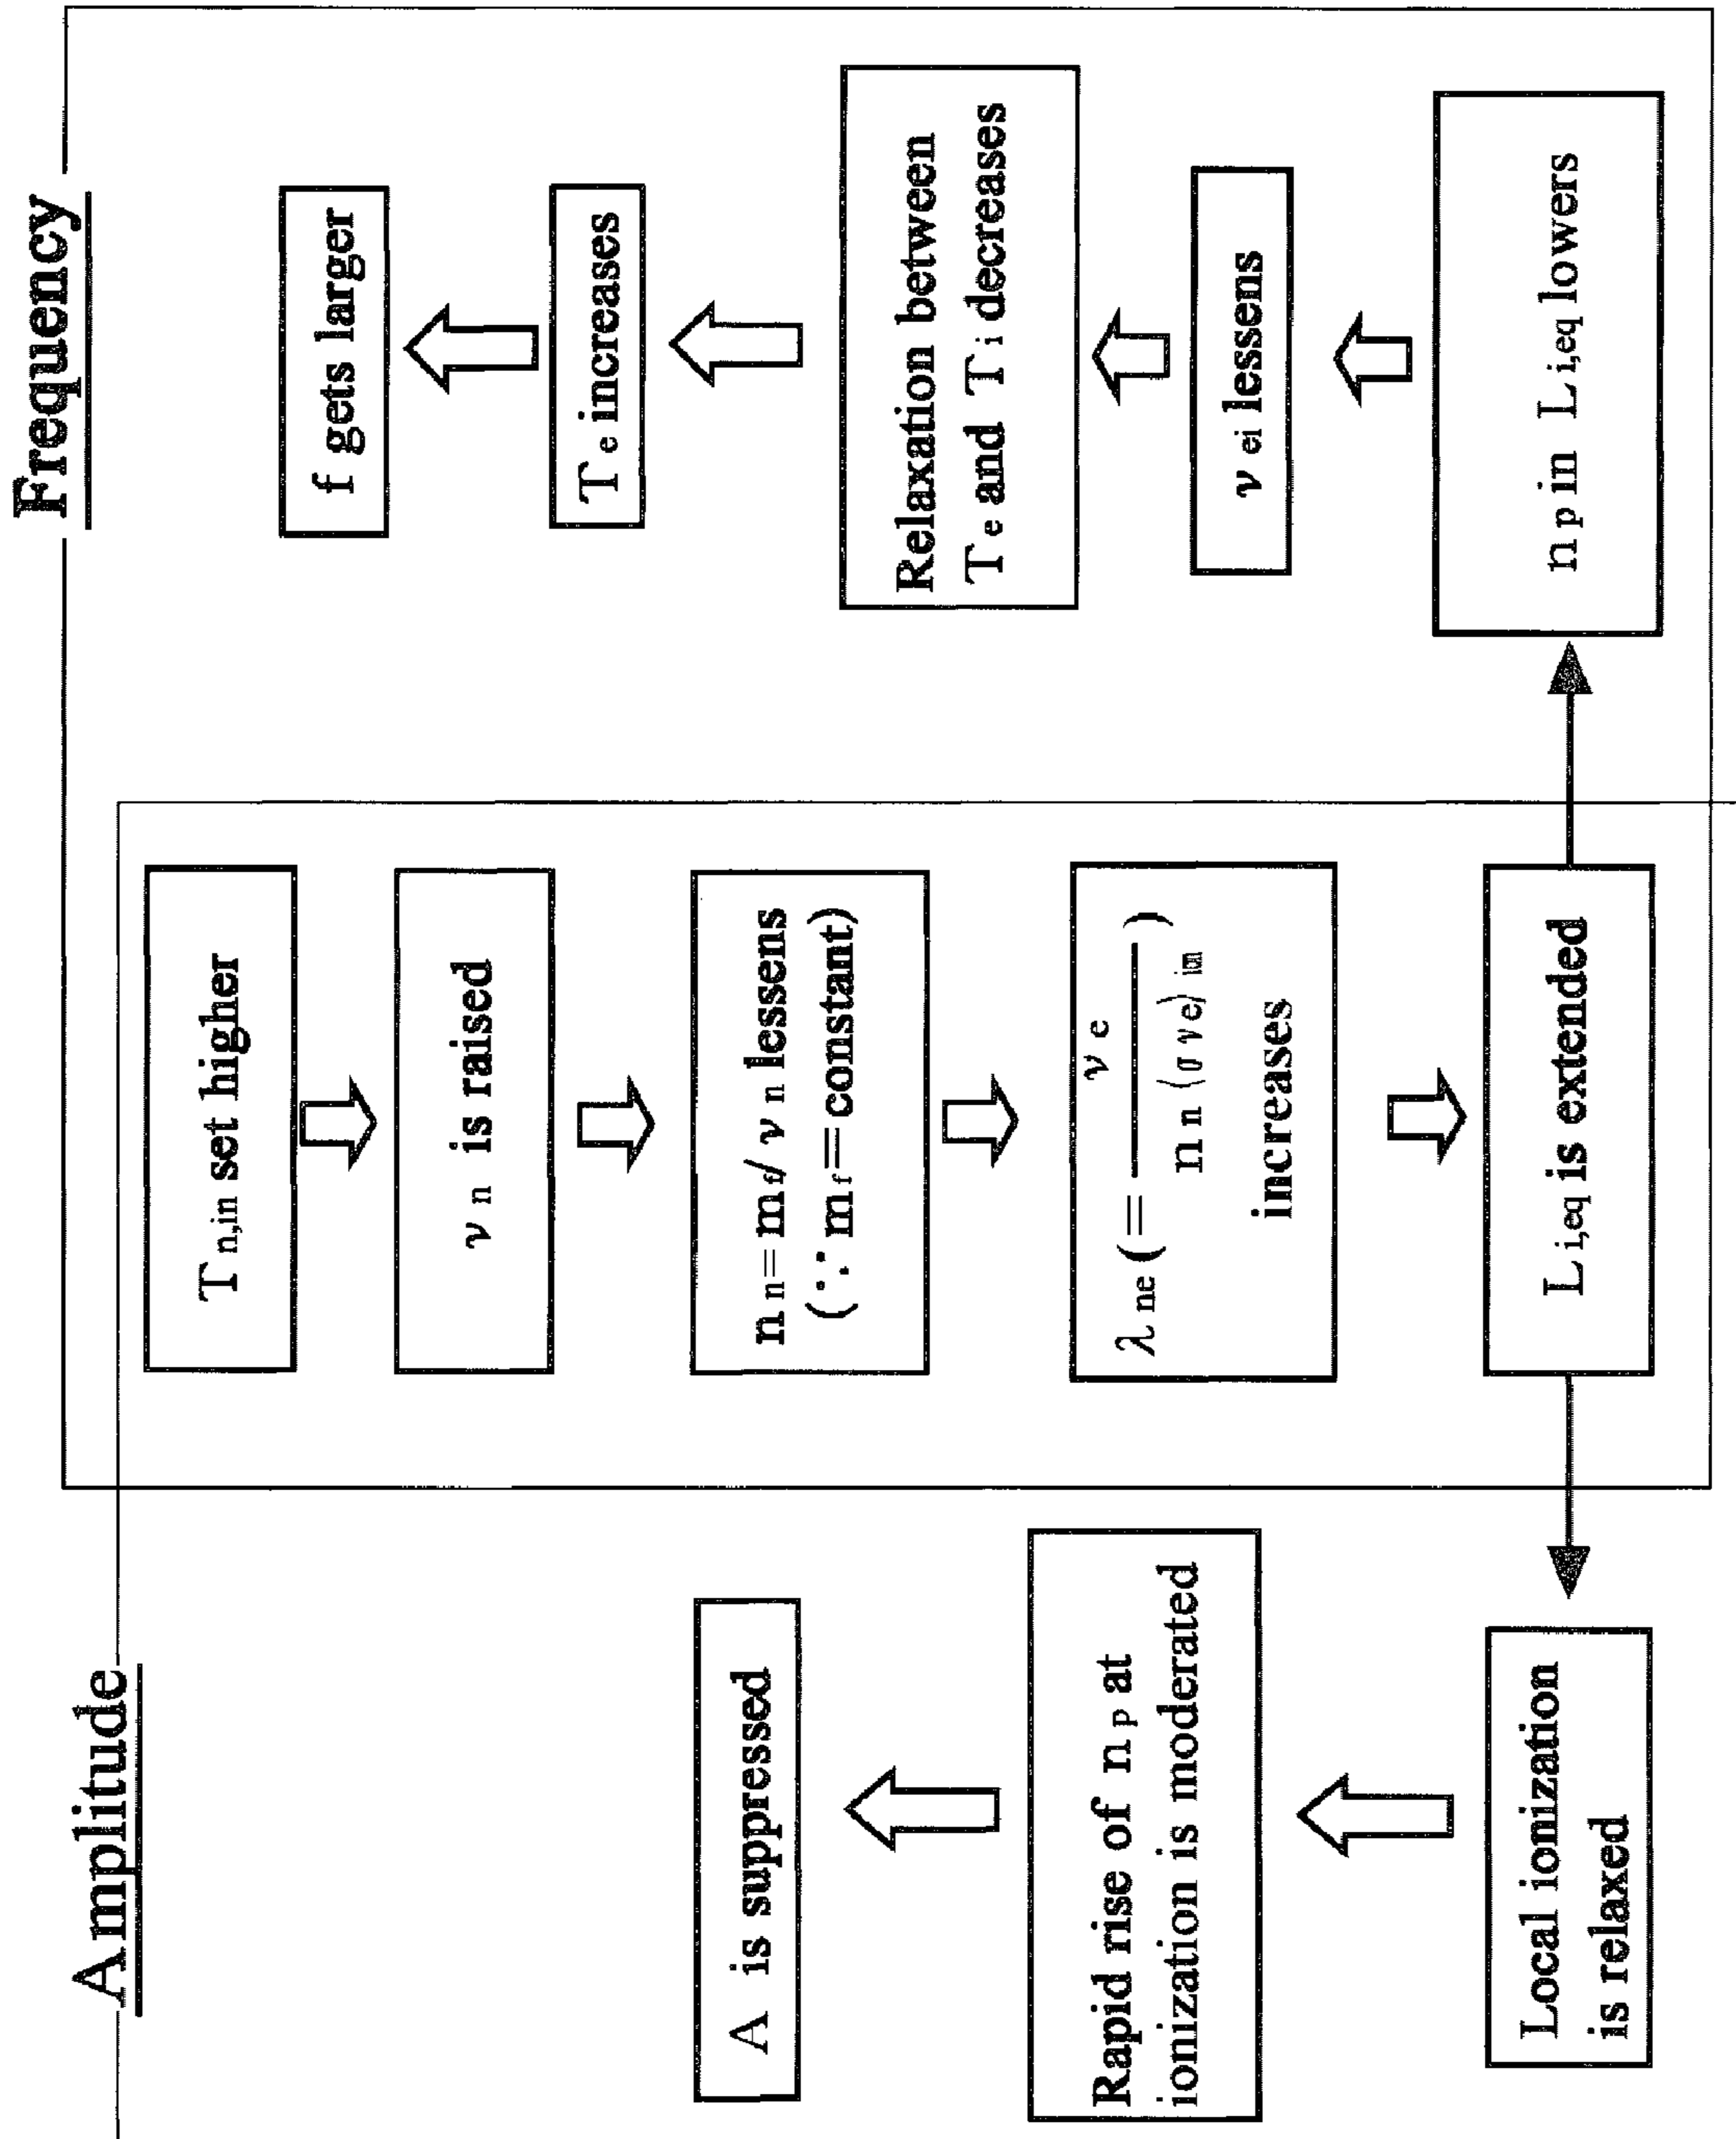 Amplitude
Frequency
T n,in set higher
ν n is raised
n n=m f/ν n lessens
(∵m f=constant)
λ ne (= ν e / n n ⟨σ ν e⟩ ion )
increases
L i,eq is extended
Local ionization
is relaxed
Rapid rise of n p at
ionization is moderated
A is suppressed
n p in L i,eq lowers
ν ei lessens
Relaxation between
T e and T i decreases
T e increases
f gets larger